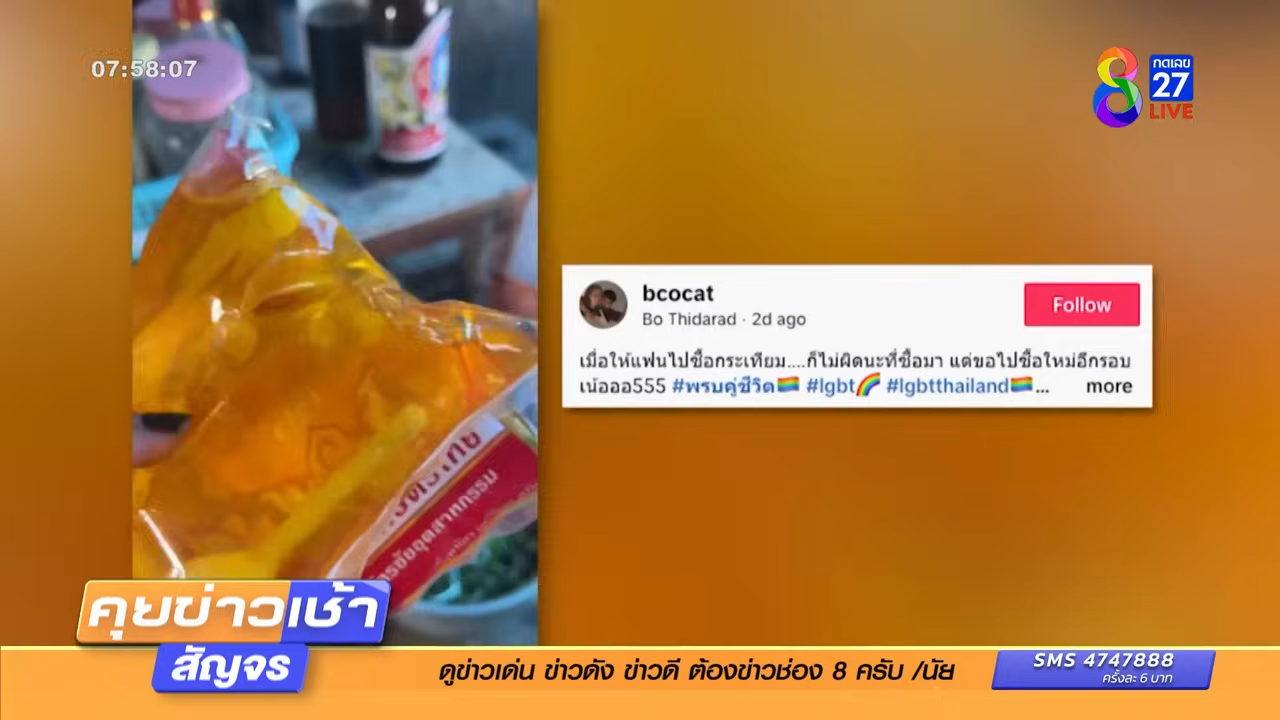 07:58:07
กดเลข
27
LIVE
bcocat
Bo Thidarad · 2d ago
Follow
เมื่อให้แฟนไปซื้อกระเทียม....ก็ไม่ผิดนะที่ซื้อมา แต่ขอไปซื้อใหม่อีกรอบ
เน้อออ555 #พรบคู่ชีวิต🏳️‍🌈 #lgbt🌈 #lgbtthailand🏳️‍🌈... more
คุยข่าวเช้า
สัญจร
ดูข่าวเด่น ข่าวดัง ข่าวดี ต้องข่าวช่อง 8 ครับ /นัย
SMS 4747888
ครั้งละ 6 บาท